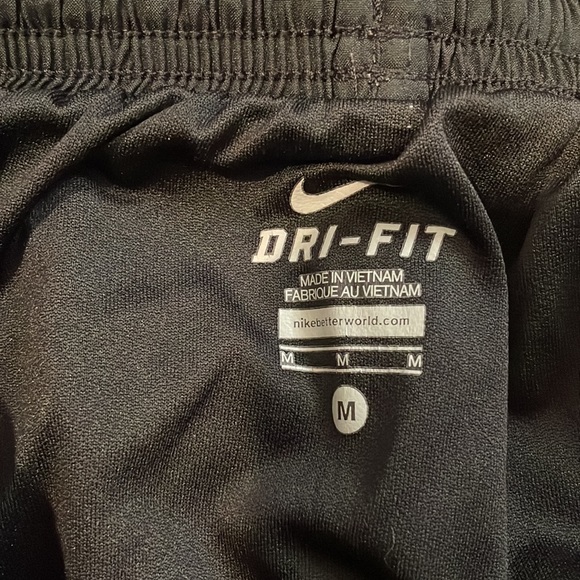 DRI-FIT
MADE IN VIETNAM
FABRIQUE AU VIETNAM
nikebetterworld.com
M M M
M